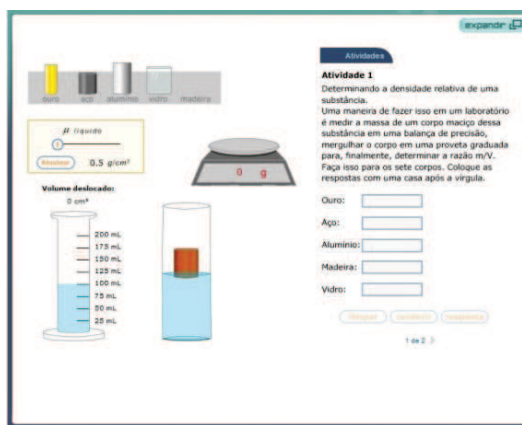 expandir
ouro aço alumínio vidro madeira
μ líquido
0.5 g/cm³
Volume deslocado:
0 cm³
200 mL
175 mL
150 mL
125 mL
100 mL
75 mL
50 mL
25 mL
0 g
Atividades
Atividade 1
Determinando a densidade relativa de uma
substância.
Uma maneira de fazer isso em um laboratório
é medir a massa de um corpo maciço dessa
substância em uma balança de precisão,
mergulhar o corpo em uma proveta graduada
para, finalmente, determinar a razão m/V.
Faça isso para os sete corpos. Coloque as
respostas com uma casa após a vírgula.
Ouro:
Aço:
Alumínio:
Madeira:
Vidro:
1 de 2